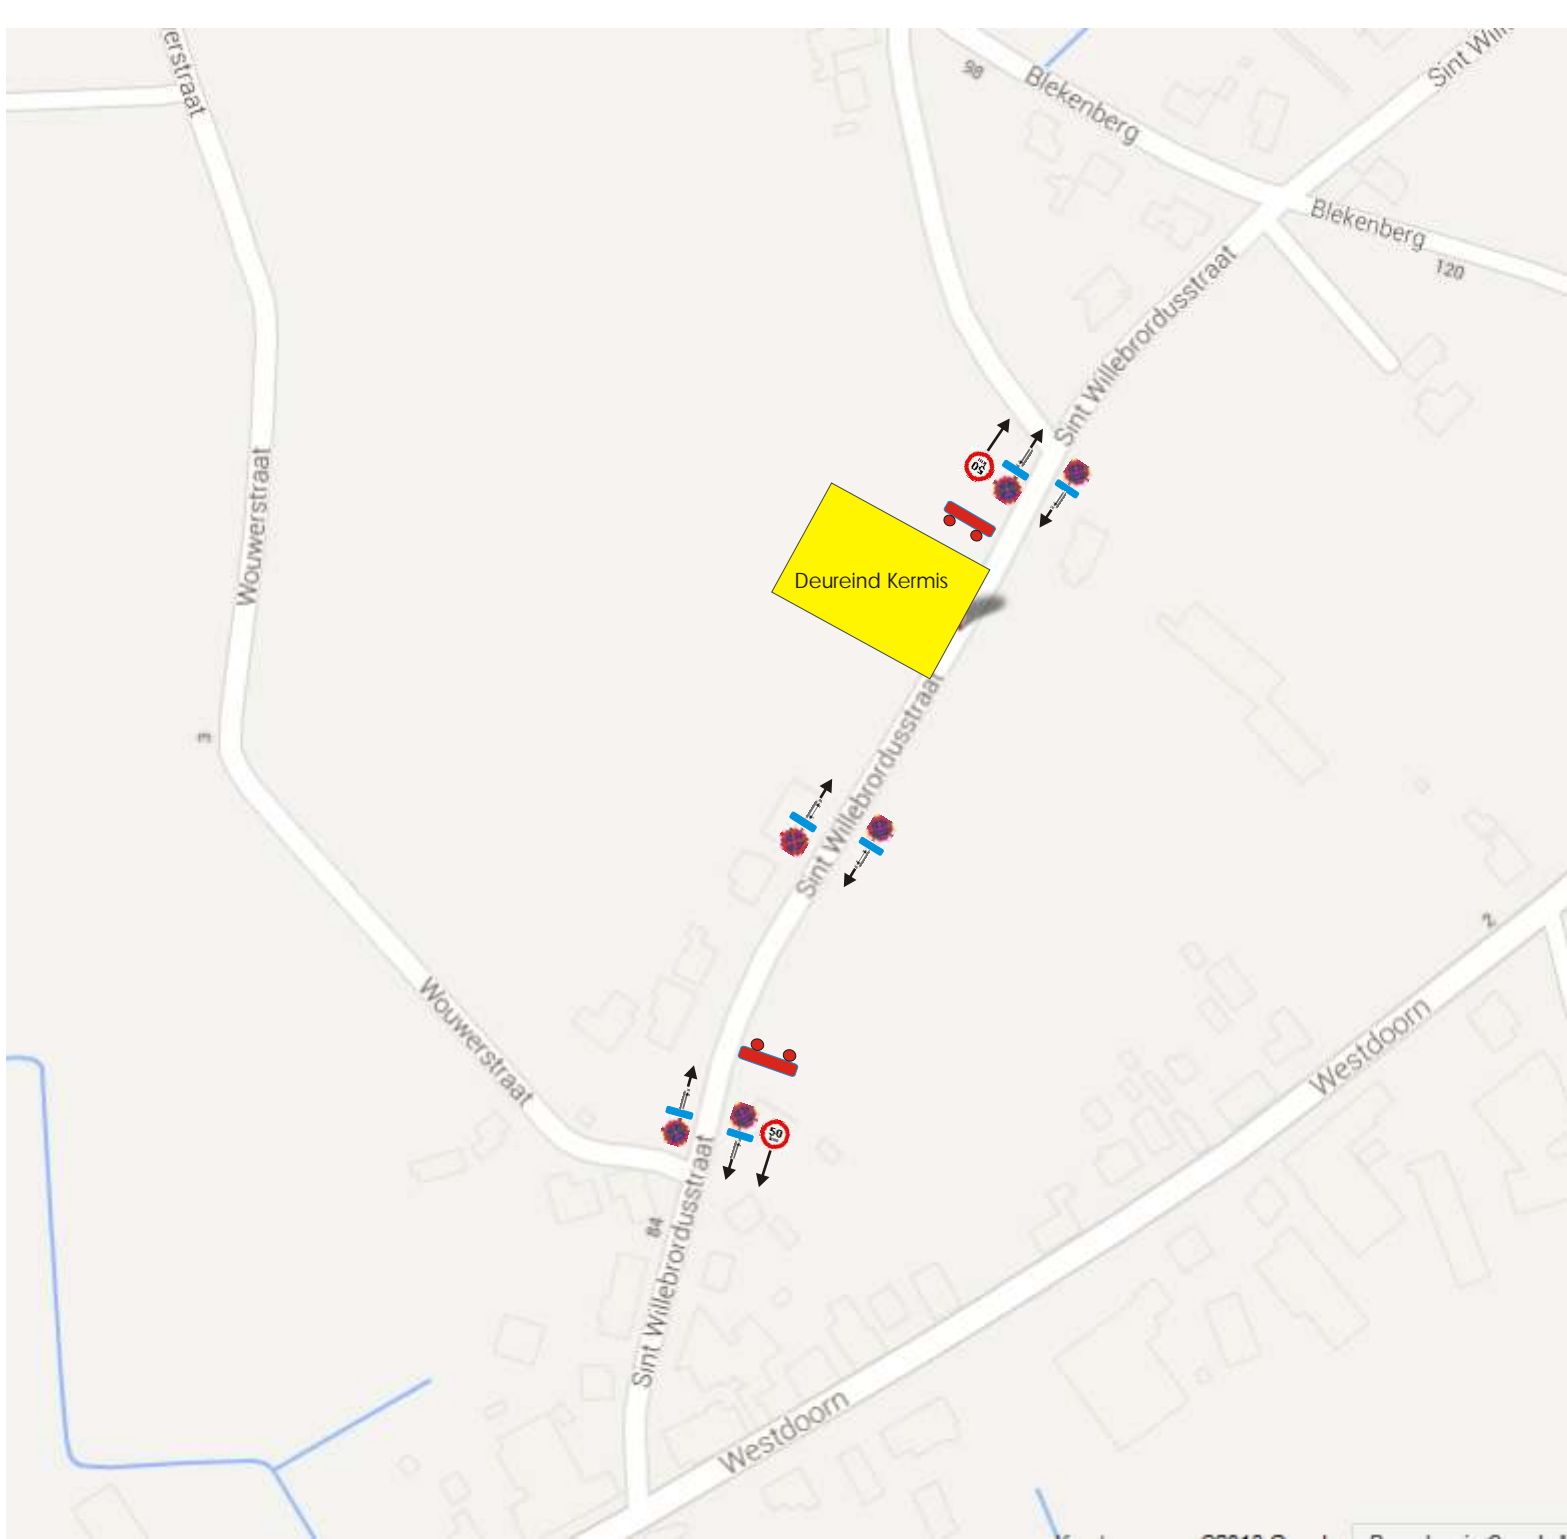 erstraat
98
Blekenberg
Sint Will
Blekenberg
120
Sint Willebrordusstraat
50
Deureind Kermis
Wouwerstraat
3
Sint Willebrordusstraat
2
Westdoorn
Wouwerstraat
50
84
Sint Willebrordusstraat
Westdoorn